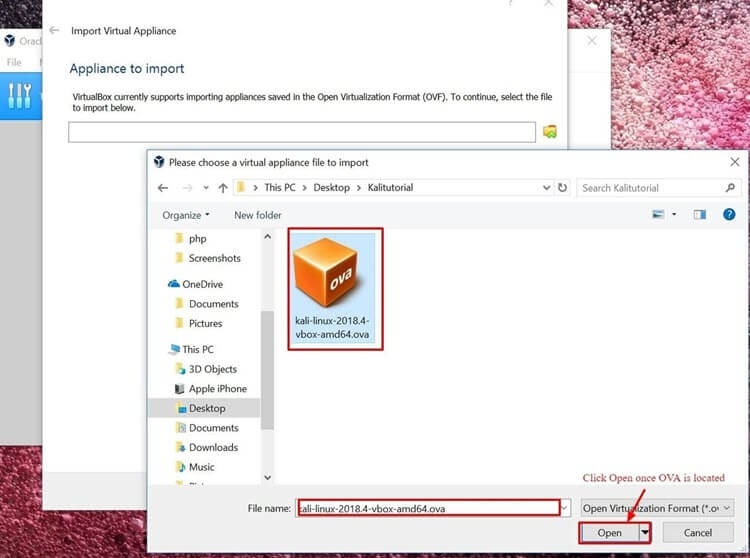 ?
Import Virtual Appliance
Orac
File
Appliance to import
VirtualBox currently supports importing appliances saved in the Open Virtualization Format (OVF). To continue, select the file
to import below.
Please choose a virtual appliance file to import
This PC > Desktop > Kalitutorial
Search Kalitutorial
Organize
New folder
?
php
Screenshots
OneDrive
Documents
Pictures
This PC
3D Objects
Apple iPhone
Desktop
Documents
Downloads
Music
ova
kali-linux-2018.4-
vbox-amd64.ova
Click Open once OVA is located
File name:
kali-linux-2018.4-vbox-amd64.ova
Open Virtualization Format (*.ov
Open
Cancel